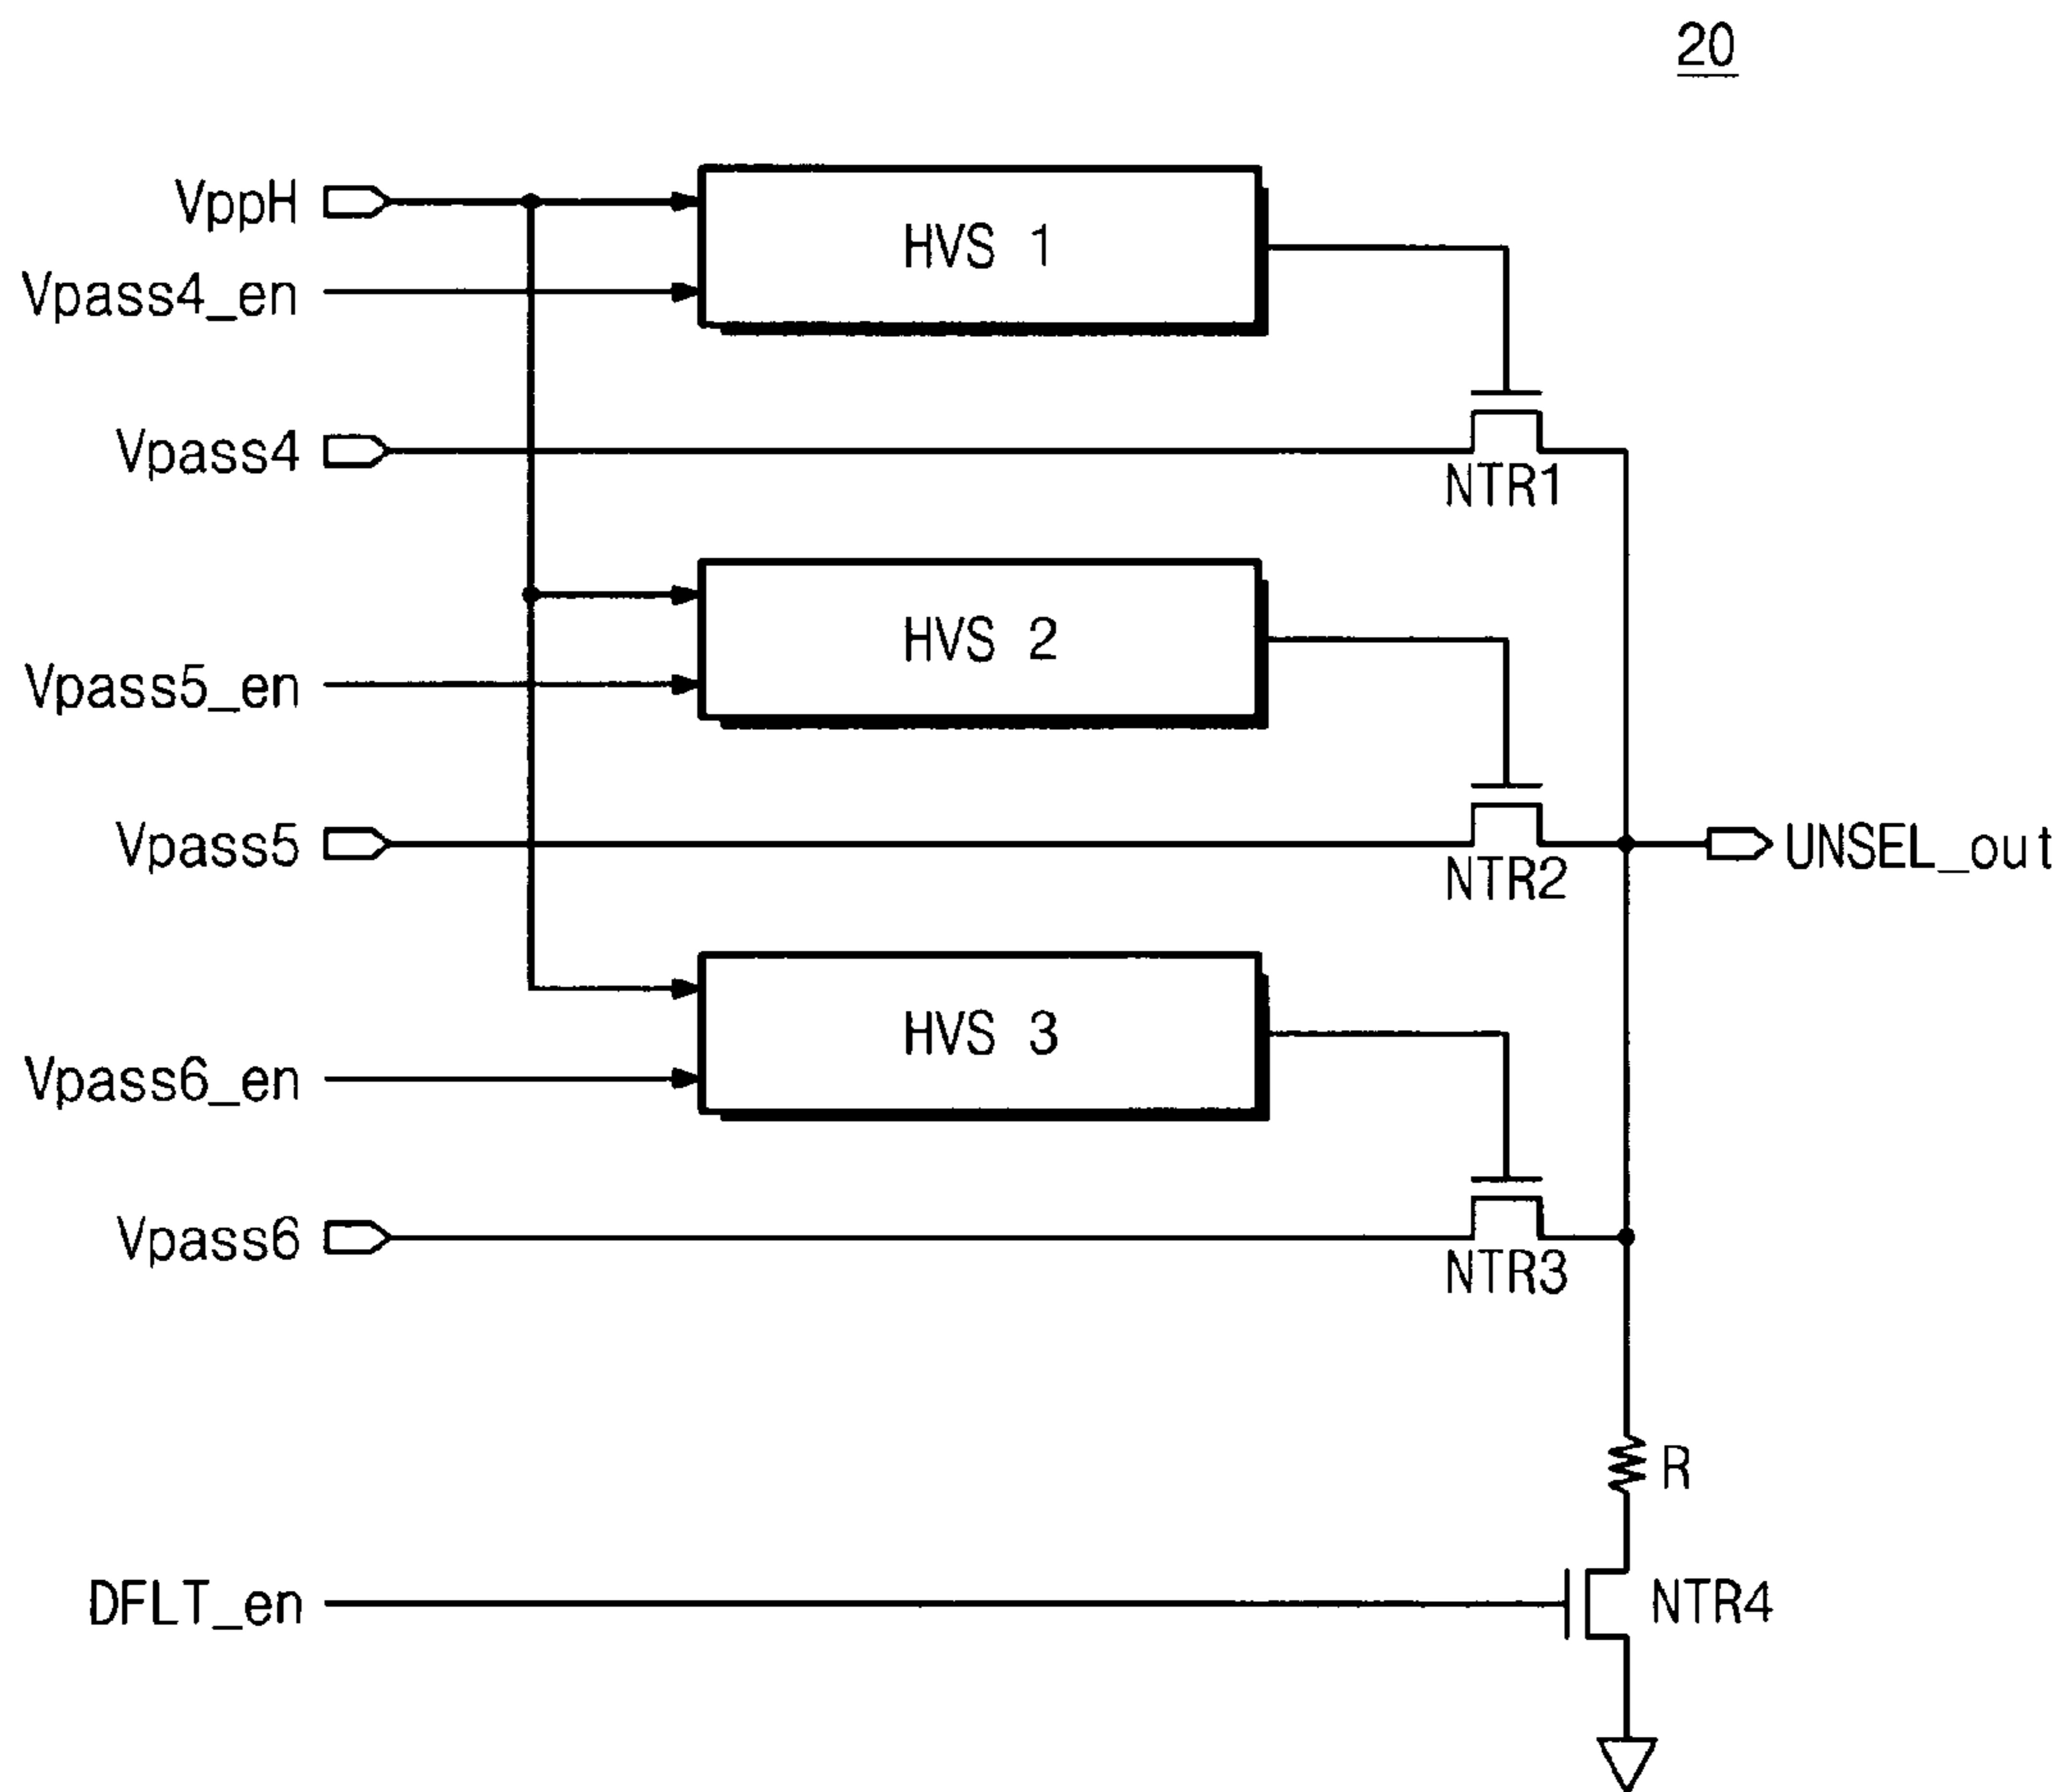 20
VppH
HVS 1
Vpass4_en
Vpass4
NTR1
HVS 2
Vpass5_en
Vpass5
UNSEL_out
NTR2
HVS 3
Vpass6_en
Vpass6
NTR3
R
DFLT_en
NTR4